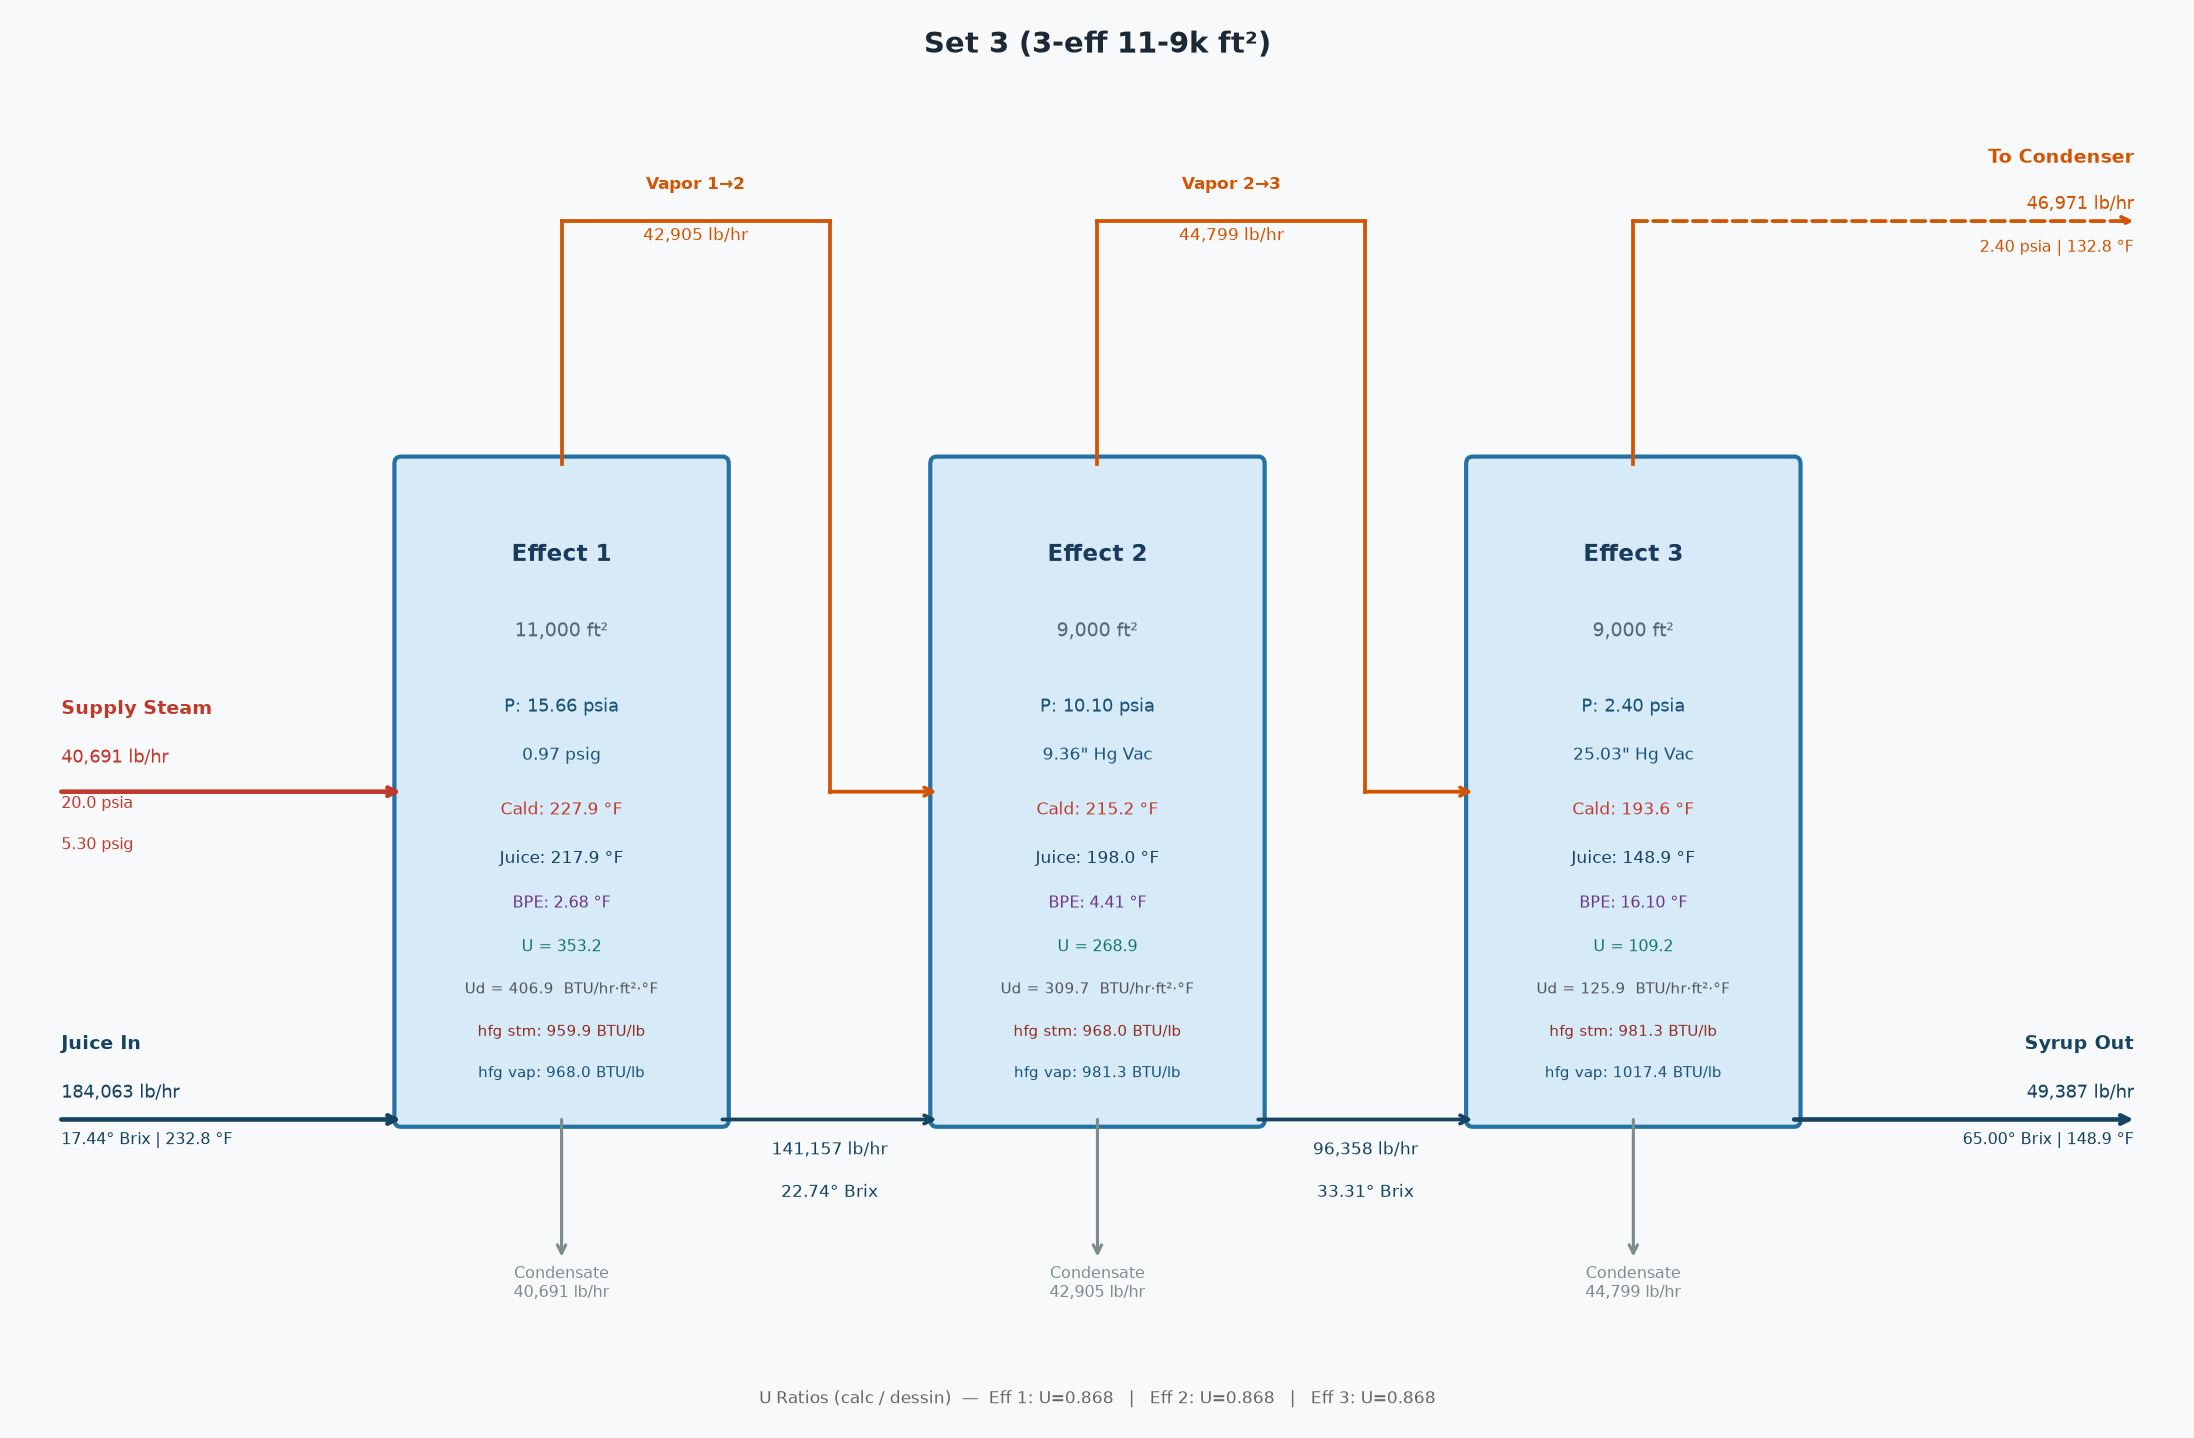 Set 3 (3-eff 11-9k ft²)
To Condenser
46,971 lb/hr
2.40 psia | 132.8 °F
Vapor 1→2
42,905 lb/hr
Vapor 2→3
44,799 lb/hr
Supply Steam
40,691 lb/hr
20.0 psia
5.30 psig
Juice In
184,063 lb/hr
17.44° Brix | 232.8 °F
Effect 1
11,000 ft²
P: 15.66 psia
0.97 psig
Cald: 227.9 °F
Juice: 217.9 °F
BPE: 2.68 °F
U = 353.2
Ud = 406.9  BTU/hr·ft²·°F
hfg stm: 959.9 BTU/lb
hfg vap: 968.0 BTU/lb
141,157 lb/hr
22.74° Brix
Effect 2
9,000 ft²
P: 10.10 psia
9.36" Hg Vac
Cald: 215.2 °F
Juice: 198.0 °F
BPE: 4.41 °F
U = 268.9
Ud = 309.7  BTU/hr·ft²·°F
hfg stm: 968.0 BTU/lb
hfg vap: 981.3 BTU/lb
96,358 lb/hr
33.31° Brix
Effect 3
9,000 ft²
P: 2.40 psia
25.03" Hg Vac
Cald: 193.6 °F
Juice: 148.9 °F
BPE: 16.10 °F
U = 109.2
Ud = 125.9  BTU/hr·ft²·°F
hfg stm: 981.3 BTU/lb
hfg vap: 1017.4 BTU/lb
Syrup Out
49,387 lb/hr
65.00° Brix | 148.9 °F
Condensate
40,691 lb/hr
Condensate
42,905 lb/hr
Condensate
44,799 lb/hr
U Ratios (calc / dessin)  —  Eff 1: U=0.868   |   Eff 2: U=0.868   |   Eff 3: U=0.868